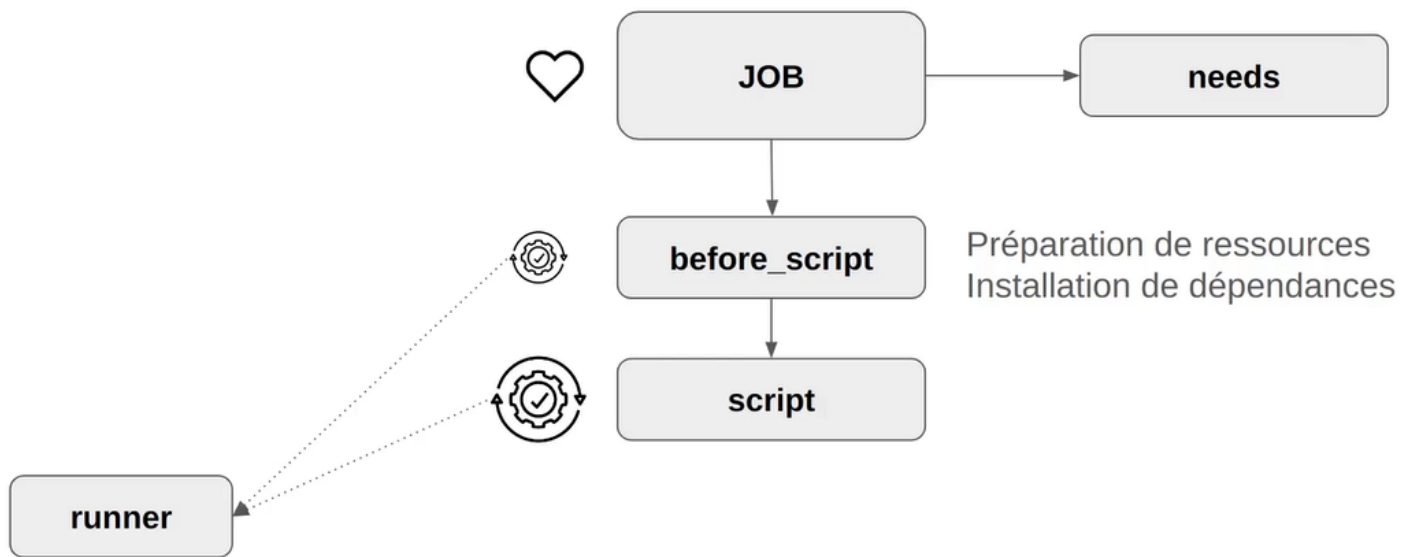 JOB
needs
before_script
Préparation de ressources
Installation de dépendances
script
runner